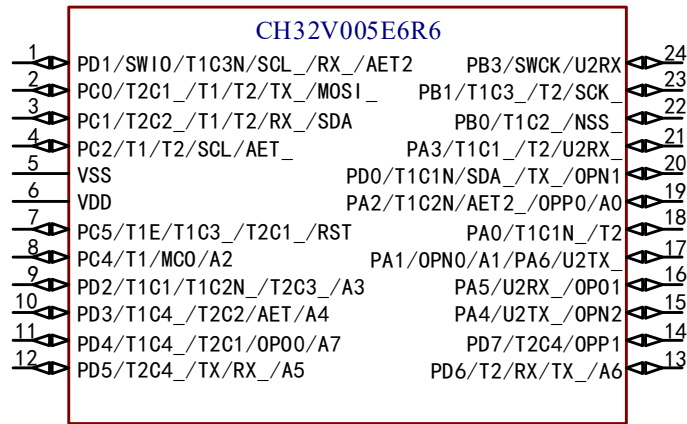 CH32V005E6R6
1 PD1/SWIO/T1C3N/SCL_/RX_/AET2 PB3/SWCK/U2RX 24
2 PC0/T2C1_/T1/T2/TX_/MOSI_ PB1/T1C3_/T2/SCK_ 23
3 PC1/T2C2_/T1/T2/RX_/SDA PB0/T1C2_/NSS_ 22
4 PC2/T1/T2/SCL/AET_ PA3/T1C1_/T2/U2RX_ 21
5 VSS PD0/T1C1N/SDA_/TX_/OPN1 20
6 VDD PA2/T1C2N/AET2_/OPP0/A0 19
7 PC5/T1E/T1C3_/T2C1_/RST PA0/T1C1N_/T2 18
8 PC4/T1/MCO/A2 PA1/OPN0/A1/PA6/U2TX_ 17
9 PD2/T1C1/T1C2N_/T2C3_/A3 PA5/U2RX_/OPO1 16
10 PD3/T1C4_/T2C2/AET/A4 PA4/U2TX_/OPN2 15
11 PD4/T1C4_/T2C1/OPO0/A7 PD7/T2C4/OPP1 14
12 PD5/T2C4_/TX/RX_/A5 PD6/T2/RX/TX_/A6 13